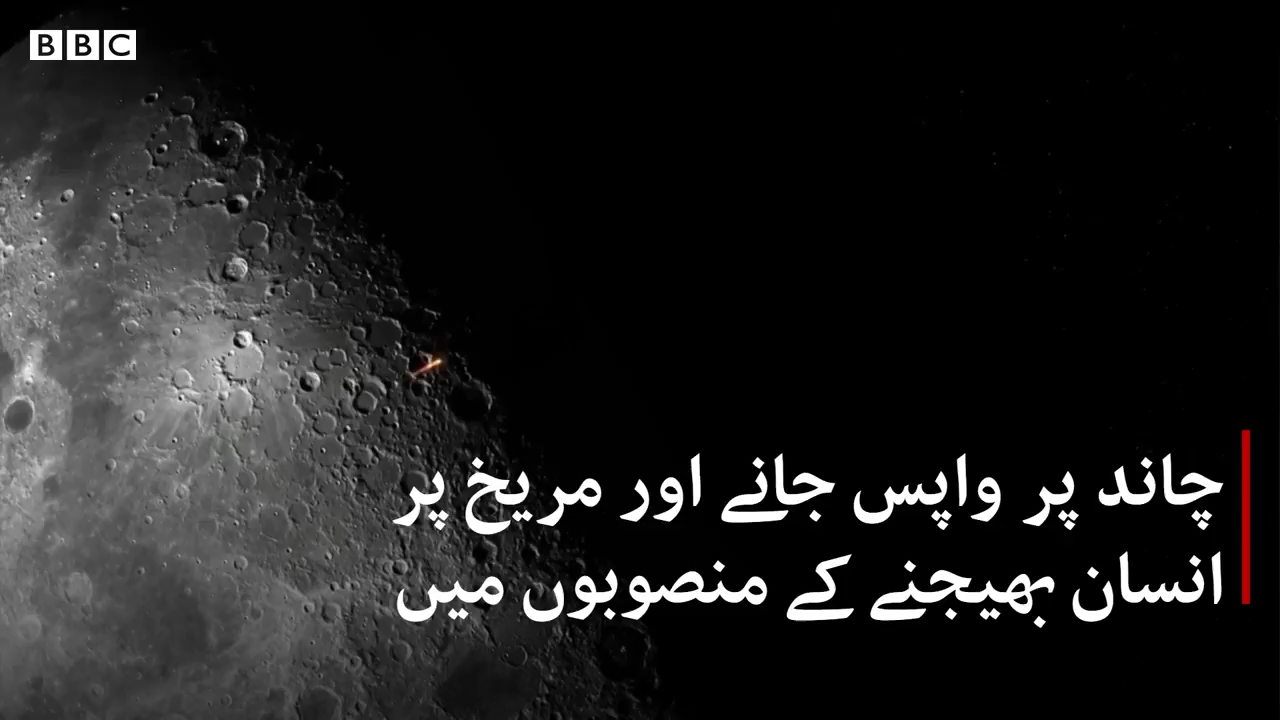 BBC
چاند پر واپس جانے اور مریخ پر
انسان بھیجنے کے منصوبوں میں